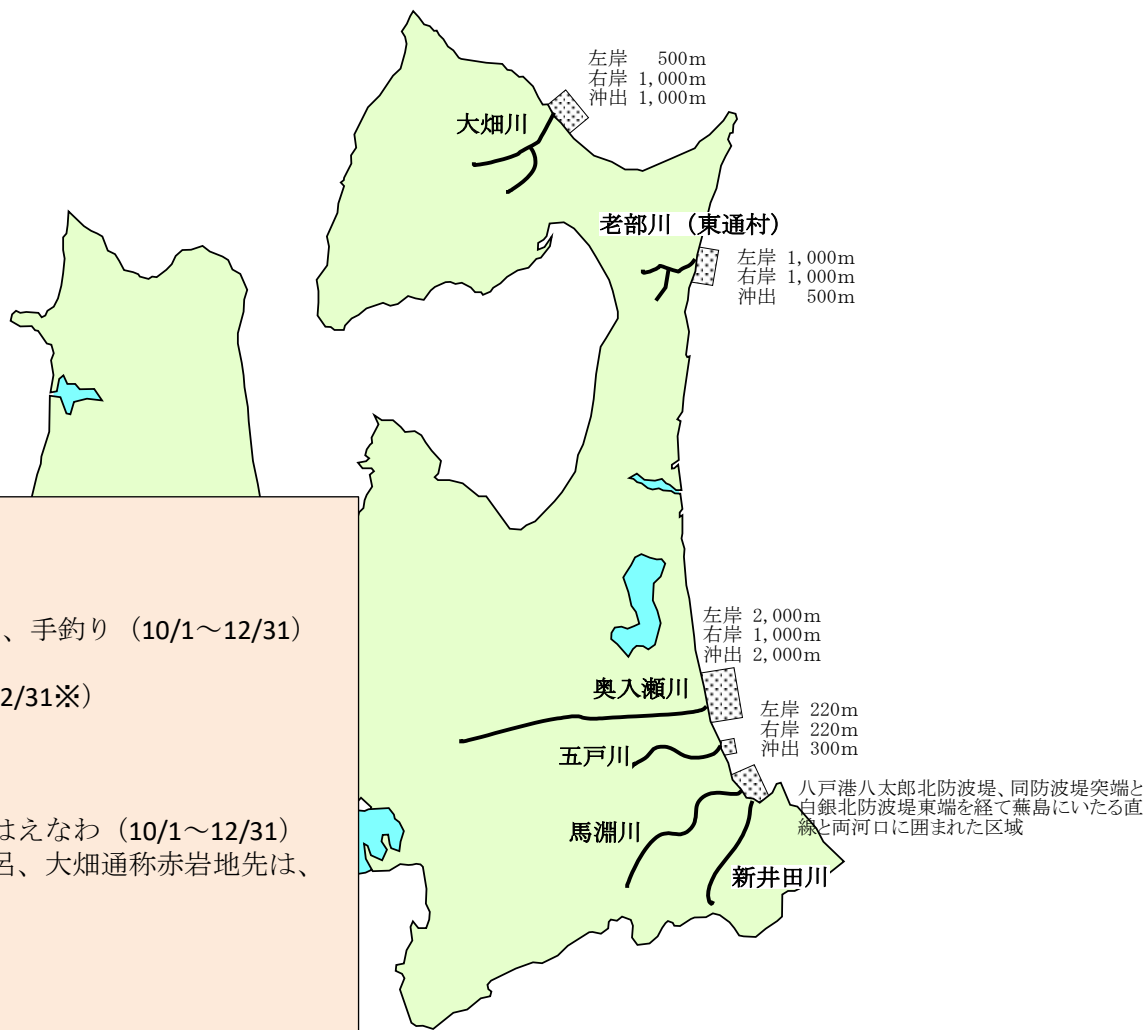 左岸 500m
右岸 1,000m
沖出 1,000m
大畑川
老部川（東通村）
左岸 1,000m
右岸 1,000m
沖出 500m
、手釣り（10/1～12/31）
2/31※）
はえなわ（10/1～12/31）
呂、大畑通称赤岩地先は、
左岸 2,000m
右岸 1,000m
沖出 2,000m
奥入瀬川
左岸 220m
右岸 220m
沖出 300m
五戸川
八戸港八太郎北防波堤、同防波堤突端と
白銀北防波堤東端を経て蕪島にいたる直
線と両河口に囲まれた区域
馬淵川
新井田川